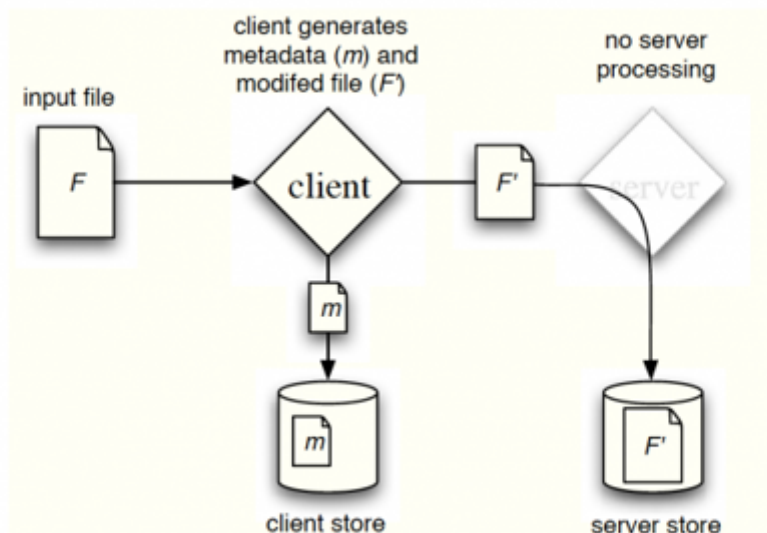 client generates
metadata (m) and
modifed file (F')
no server
processing
input file
F
client
F'
server
m
m
F'
client store
server store